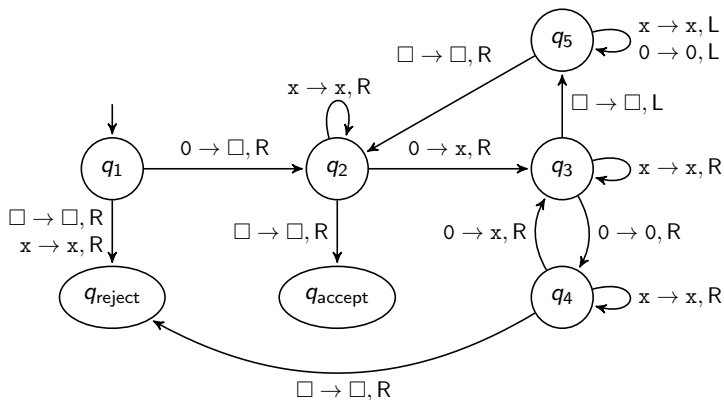 q5
x → x, L
0 → 0, L
□ → □, R
x → x, R
□ → □, L
0 → □, R
0 → x, R
q1
q2
q3
x → x, R
□ → □, R
x → x, R
□ → □, R
0 → x, R
0 → 0, R
qreject
qaccept
q4
x → x, R
□ → □, R